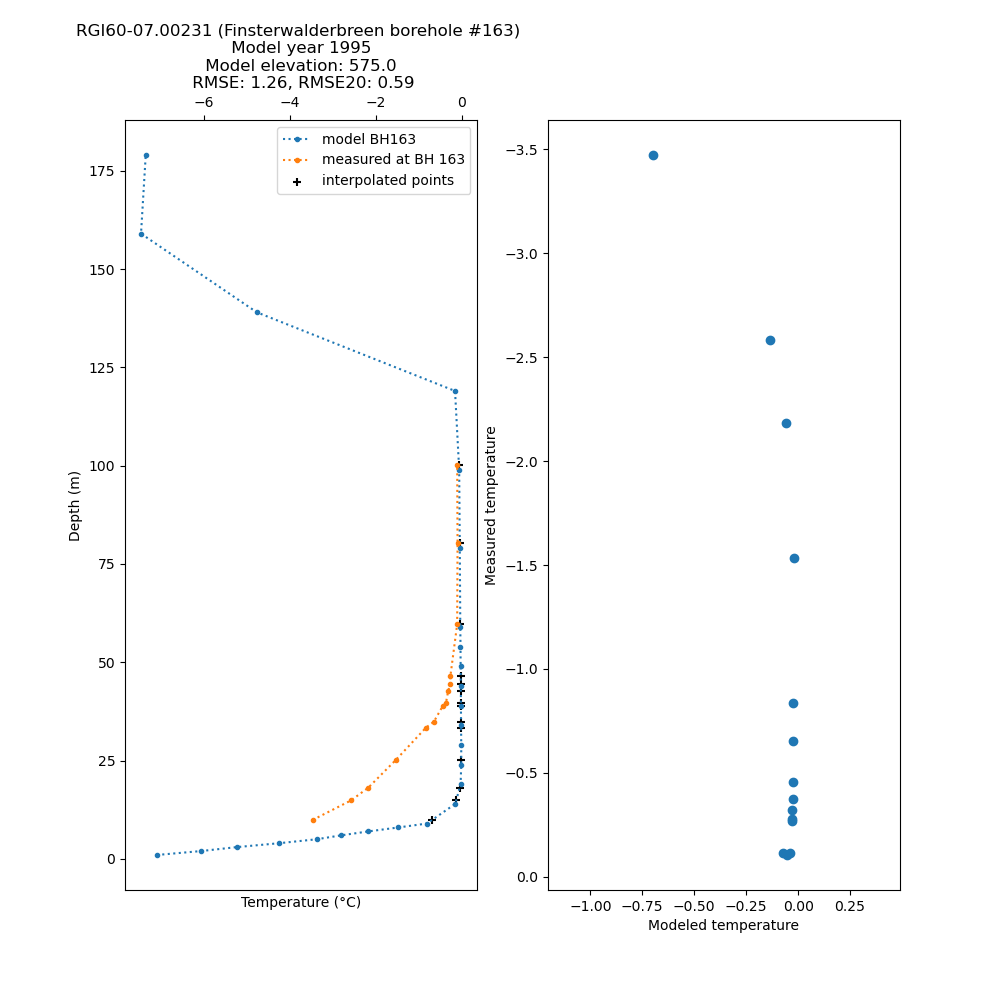 RGI60-07.00231 (Finsterwalderbreen borehole #163)
Model year 1995
Model elevation: 575.0
RMSE: 1.26, RMSE20: 0.59
−6 −4 −2 0
model BH163
measured at BH 163
interpolated points
175
150
125
100
75
50
25
0
Depth (m)
Temperature (°C)
−3.5
−3.0
−2.5
−2.0
−1.5
−1.0
−0.5
0.0
Measured temperature
−1.00 −0.75 −0.50 −0.25 0.00 0.25
Modeled temperature